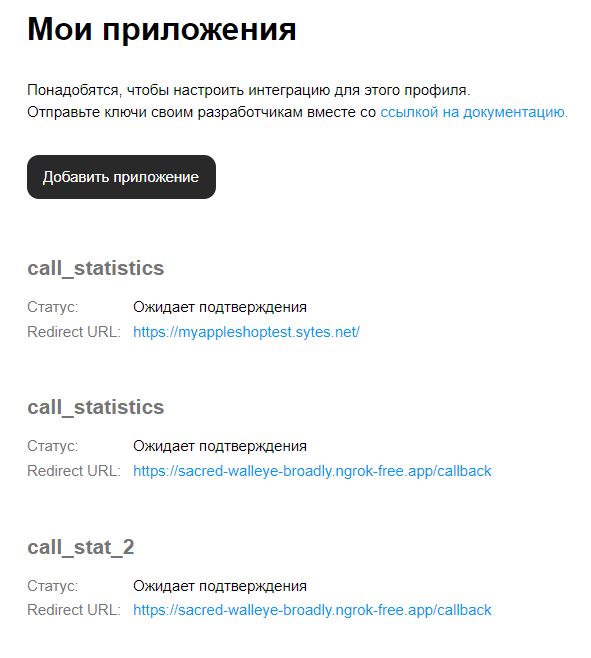 Мои приложения
Понадобятся, чтобы настроить интеграцию для этого профиля.
Отправьте ключи своим разработчикам вместе со ссылкой на документацию.
Добавить приложение
call_statistics
Статус: Ожидает подтверждения
Redirect URL: https://myappleshoptest.sytes.net/
call_statistics
Статус: Ожидает подтверждения
Redirect URL: https://sacred-walleye-broadly.ngrok-free.app/callback
call_stat_2
Статус: Ожидает подтверждения
Redirect URL: https://sacred-walleye-broadly.ngrok-free.app/callback